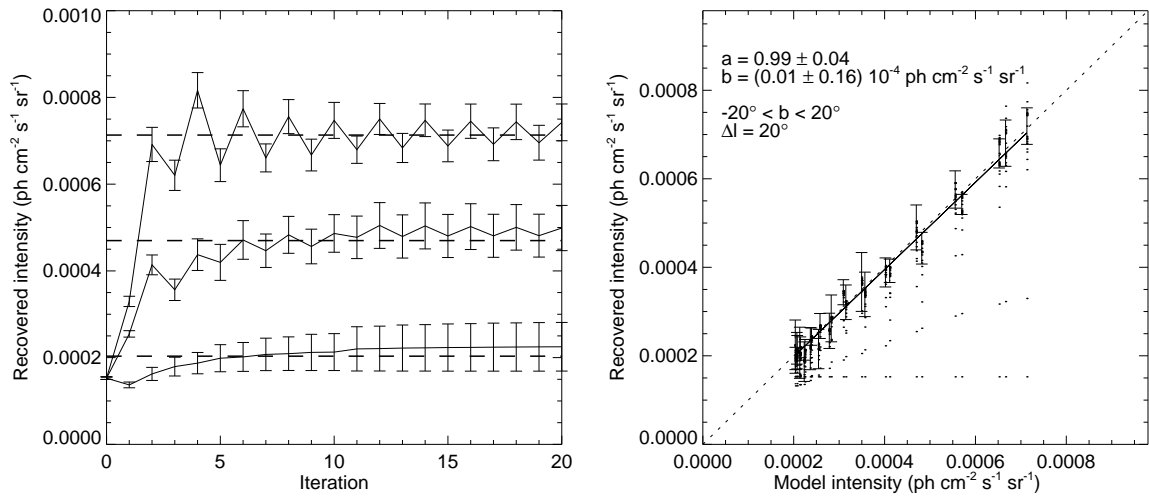 0.0010
0.0008
0.0006
0.0004
0.0002
0.0000
Recovered intensity (ph cm⁻² s⁻¹ sr⁻¹)
0 5 10 15 20
Iteration
a = 0.99 ± 0.04
b = (0.01 ± 0.16) 10⁻⁴ ph cm⁻² s⁻¹ sr⁻¹
-20° < b < 20°
Δl = 20°
0.0008
0.0006
0.0004
0.0002
0.0000
Recovered intensity (ph cm⁻² s⁻¹ sr⁻¹)
0.0000 0.0002 0.0004 0.0006 0.0008
Model intensity (ph cm⁻² s⁻¹ sr⁻¹)